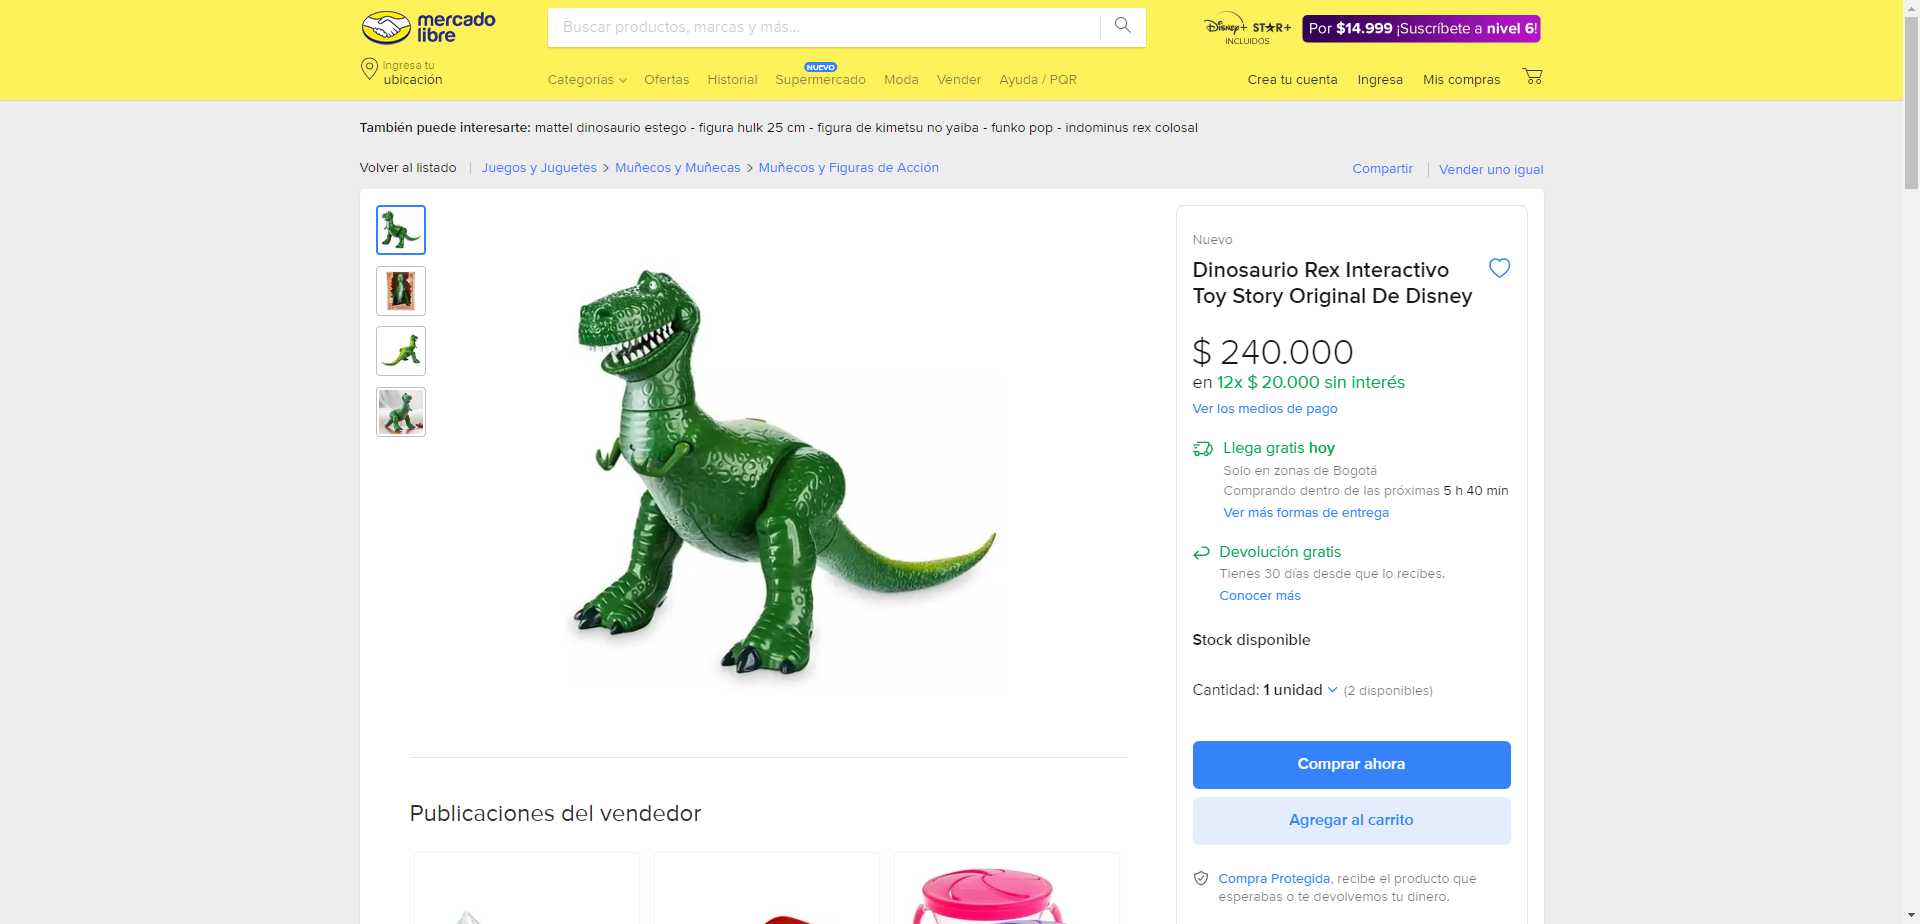 mercado
libre
Buscar productos, marcas y más...
Disney+ STAR+
INCLUIDOS
Por $14.999 ¡Suscríbete a nivel 6!
Ingresa tu
ubicación
Categorías
Ofertas
Historial
NUEVO
Supermercado
Moda
Vender
Ayuda / PQR
Crea tu cuenta
Ingresa
Mis compras
También puede interesarte: mattel dinosaurio estego - figura hulk 25 cm - figura de kimetsu no yaiba - funko pop - indominus rex colosal
Volver al listado
Juegos y Juguetes > Muñecos y Muñecas > Muñecos y Figuras de Acción
Compartir
Vender uno igual
Nuevo
Dinosaurio Rex Interactivo
Toy Story Original De Disney
$ 240.000
en 12x $ 20.000 sin interés
Ver los medios de pago
Llega gratis hoy
Solo en zonas de Bogotá
Comprando dentro de las próximas 5 h 40 min
Ver más formas de entrega
Devolución gratis
Tienes 30 días desde que lo recibes.
Conocer más
Stock disponible
Cantidad: 1 unidad (2 disponibles)
Comprar ahora
Agregar al carrito
Compra Protegida, recibe el producto que
esperabas o te devolvemos tu dinero.
Publicaciones del vendedor